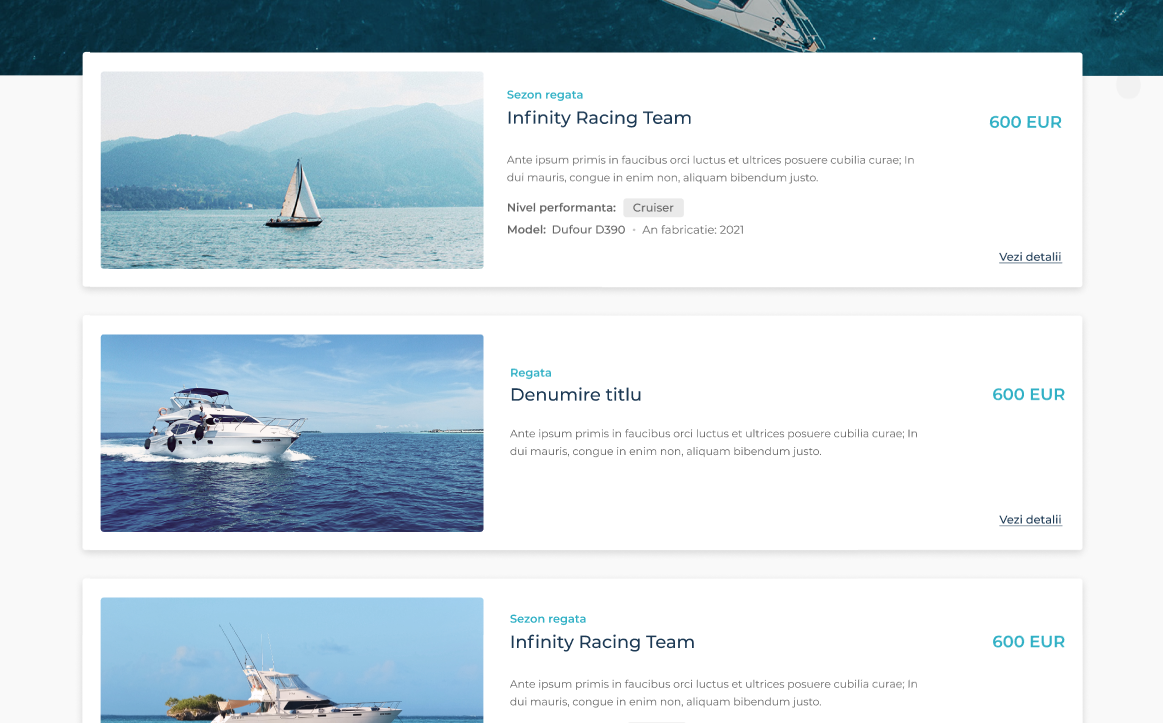 Sezon regata
Infinity Racing Team
600 EUR
Ante ipsum primis in faucibus orci luctus et ultrices posuere cubilia curae; In
dui mauris, congue in enim non, aliquam bibendum justo.
Nivel performanta: Cruiser
Model: Dufour D390 • An fabricatie: 2021
Vezi detalii
Regata
Denumire titlu
600 EUR
Ante ipsum primis in faucibus orci luctus et ultrices posuere cubilia curae; In
dui mauris, congue in enim non, aliquam bibendum justo.
Vezi detalii
Sezon regata
Infinity Racing Team
600 EUR
Ante ipsum primis in faucibus orci luctus et ultrices posuere cubilia curae; In
dui mauris, congue in enim non, aliquam bibendum justo.